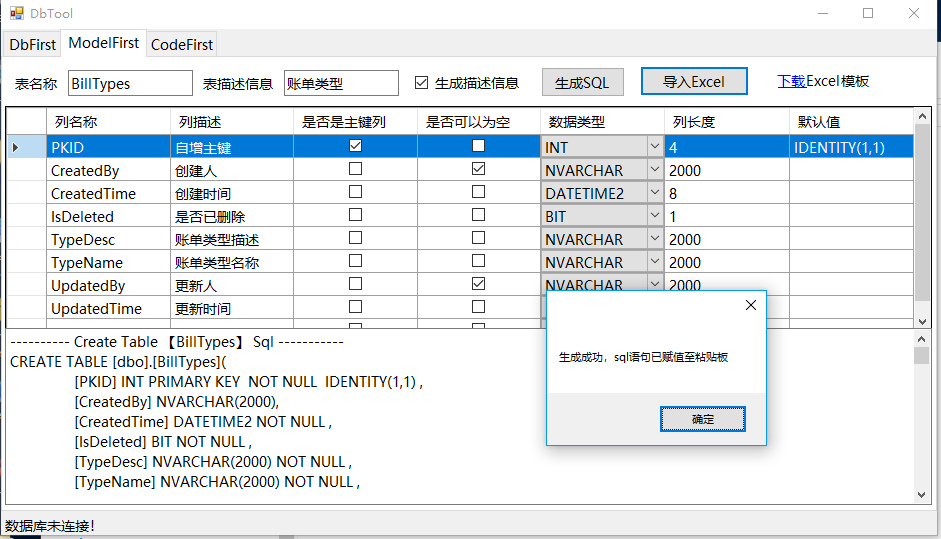 DbTool
DbFirst ModelFirst CodeFirst
表名称 BillTypes 表描述信息 账单类型 生成描述信息 生成SQL 导入Excel 下载Excel模板
列名称 列描述 是否是主键列 是否可以为空 数据类型 列长度 默认值
PKID 自增主键 INT 4 IDENTITY(1,1)
CreatedBy 创建人 NVARCHAR 2000
CreatedTime 创建时间 DATETIME2 8
IsDeleted 是否已删除 BIT 1
TypeDesc 账单类型描述 NVARCHAR 2000
TypeName 账单类型名称 NVARCHAR 2000
UpdatedBy 更新人 NVARCHAR 2000
UpdatedTime 更新时间
生成成功，sql语句已赋值至粘贴板
确定
---------- Create Table 【BillTypes】 Sql -----------
CREATE TABLE [dbo].[BillTypes](
[PKID] INT PRIMARY KEY NOT NULL IDENTITY(1,1) ,
[CreatedBy] NVARCHAR(2000),
[CreatedTime] DATETIME2 NOT NULL ,
[IsDeleted] BIT NOT NULL ,
[TypeDesc] NVARCHAR(2000) NOT NULL ,
[TypeName] NVARCHAR(2000) NOT NULL ,
数据库未连接！